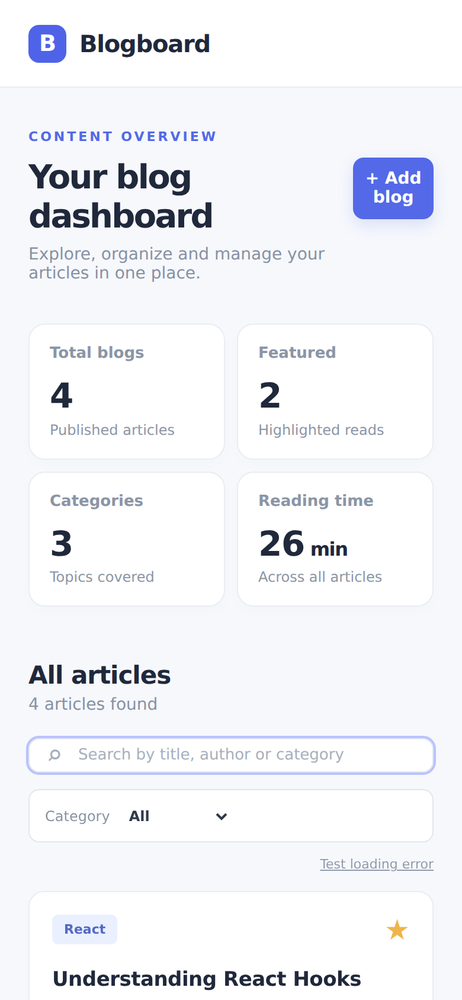 B Blogboard
CONTENT OVERVIEW
Your blog
dashboard
+ Add
blog
Explore, organize and manage your
articles in one place.
Total blogs
4
Published articles
Featured
2
Highlighted reads
Categories
3
Topics covered
Reading time
26 min
Across all articles
All articles
4 articles found
Search by title, author or category
Category All
Test loading error
React
Understanding React Hooks